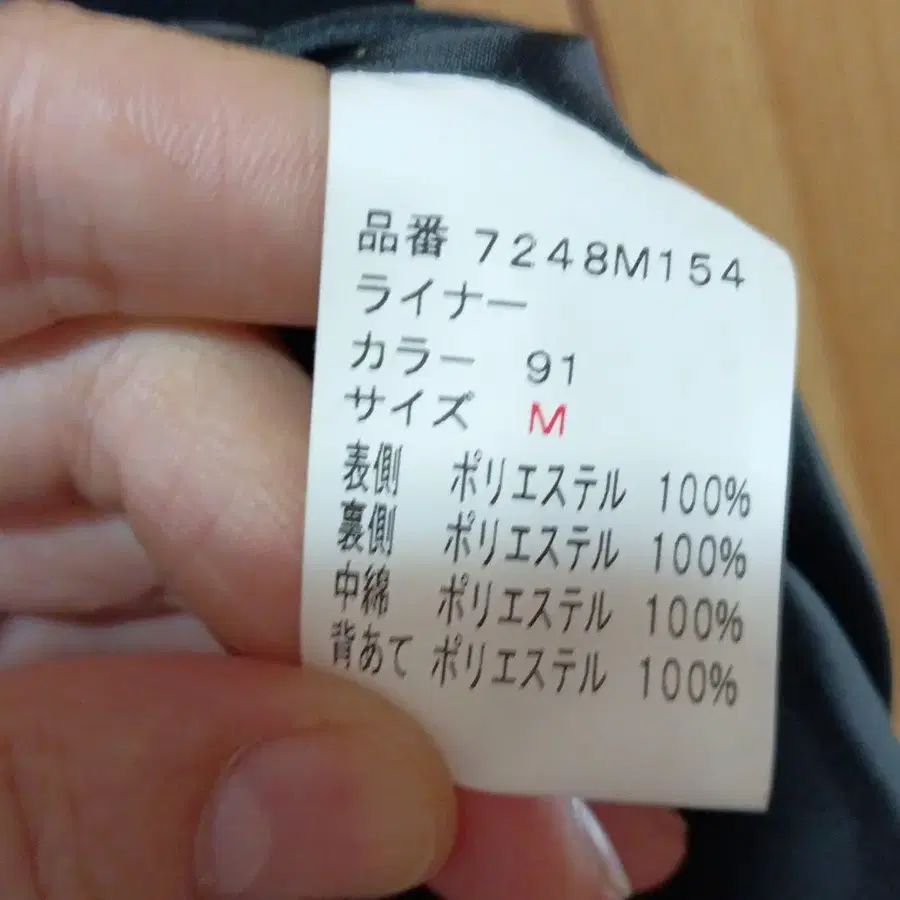 品番 7248M154
ライナー
カラー 91
サイズ M
表側 ポリエステル 100%
裏側 ポリエステル 100%
中綿 ポリエステル 100%
背あて ポリエステル 100%